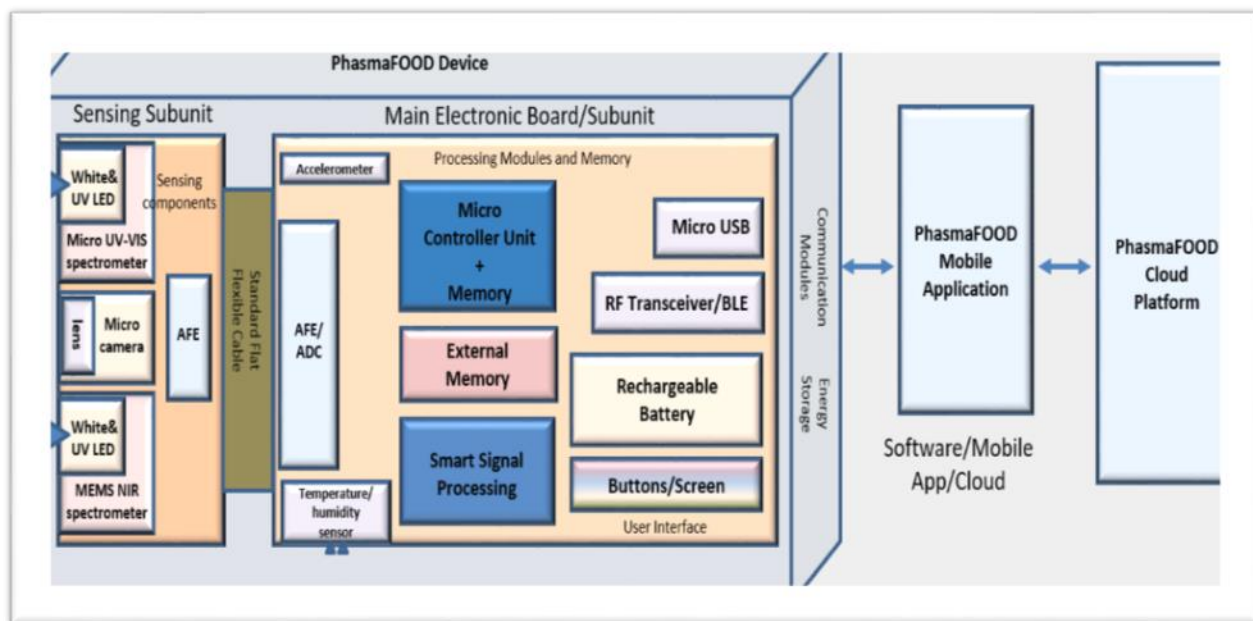 PhasmaFOOD Device
Sensing Subunit
White&
UV LED
Sensing
components
Micro UV-VIS
spectrometer
lens
Micro
camera
AFE
White&
UV LED
MEMS NIR
spectrometer
Standard Flat
Flexible Cable
Main Electronic Board/Subunit
Processing Modules and Memory
Accelerometer
AFE/
ADC
Temperature/
humidity
sensor
Micro
Controller Unit
+
Memory
External
Memory
Smart Signal
Processing
Micro USB
RF Transceiver/BLE
Rechargeable
Battery
Buttons/Screen
User Interface
Communication
Modules
Energy
Storage
PhasmaFOOD
Mobile
Application
Software/Mobile
App/Cloud
PhasmaFOOD
Cloud
Platform